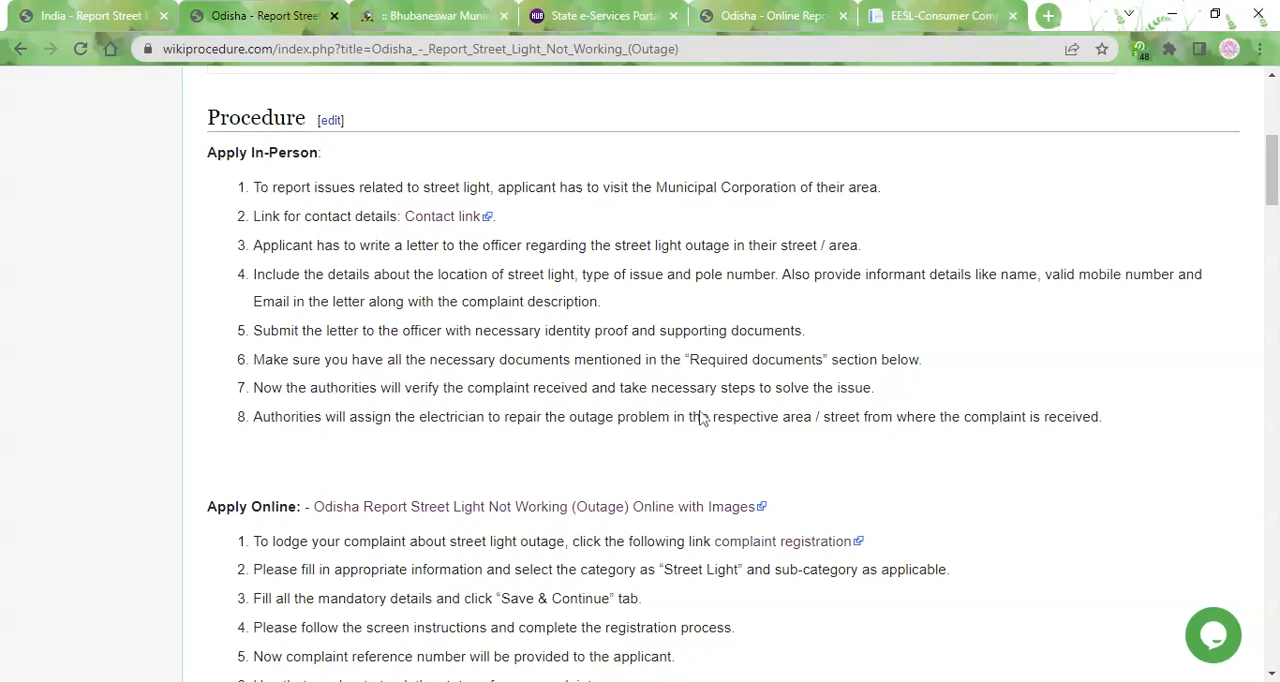 India - Report Street L
Odisha - Report Stree
:: Bhubaneswar Munic
HUB State e-Services Porta
Odisha - Online Repo
EESL-Consumer Com
wikiprocedure.com/index.php?title=Odisha_-_Report_Street_Light_Not_Working_(Outage)
48
Procedure [edit]
Apply In-Person:
1. To report issues related to street light, applicant has to visit the Municipal Corporation of their area.
2. Link for contact details: Contact link.
3. Applicant has to write a letter to the officer regarding the street light outage in their street / area.
4. Include the details about the location of street light, type of issue and pole number. Also provide informant details like name, valid mobile number and
Email in the letter along with the complaint description.
5. Submit the letter to the officer with necessary identity proof and supporting documents.
6. Make sure you have all the necessary documents mentioned in the “Required documents” section below.
7. Now the authorities will verify the complaint received and take necessary steps to solve the issue.
8. Authorities will assign the electrician to repair the outage problem in the respective area / street from where the complaint is received.
Apply Online: - Odisha Report Street Light Not Working (Outage) Online with Images
1. To lodge your complaint about street light outage, click the following link complaint registration
2. Please fill in appropriate information and select the category as “Street Light” and sub-category as applicable.
3. Fill all the mandatory details and click “Save & Continue” tab.
4. Please follow the screen instructions and complete the registration process.
5. Now complaint reference number will be provided to the applicant.